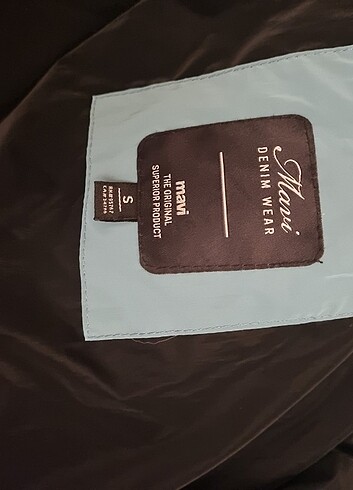 Mavi
DENIM WEAR
mavi
THE ORIGINAL
SUPERIOR PRODUCT
S